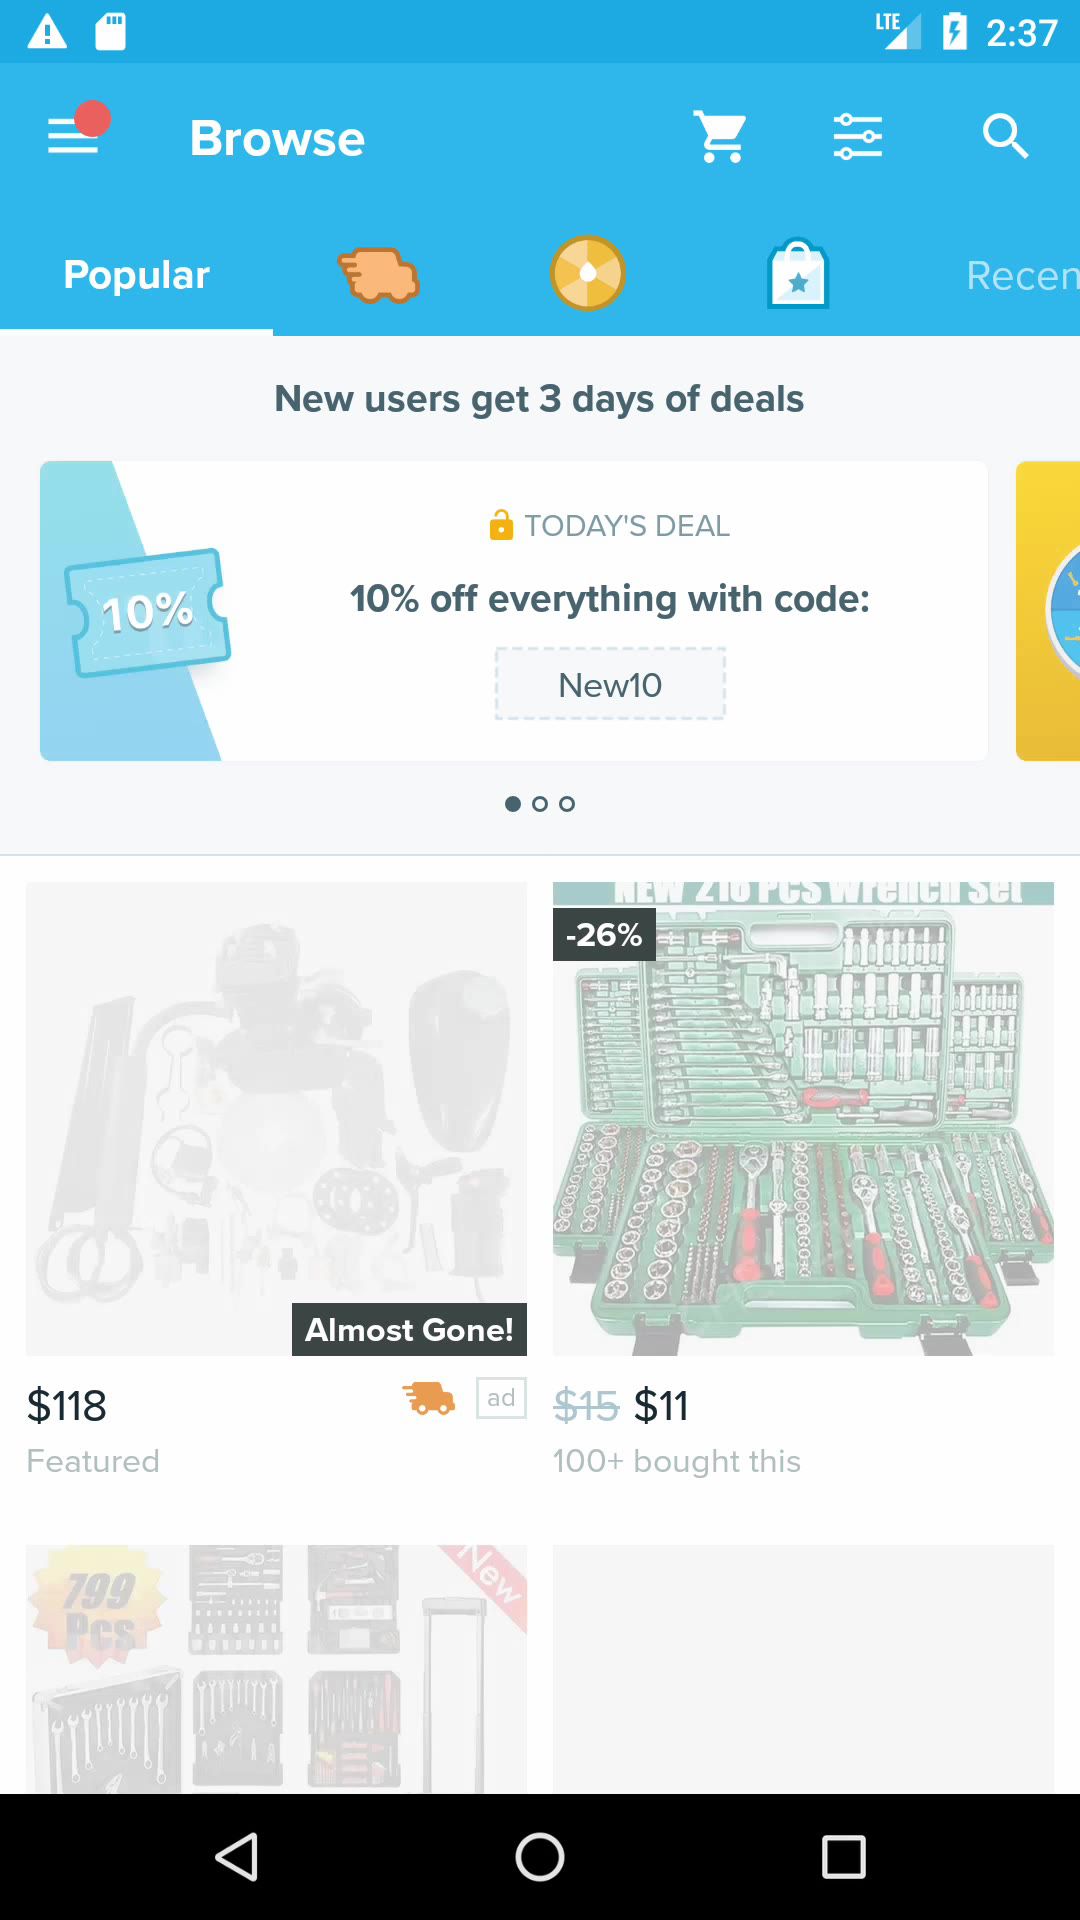 LTE 2:37
Browse
Popular
Recen
New users get 3 days of deals
TODAY'S DEAL
10%
10% off everything with code:
New10
NEW 216 PCS Wrench Set
-26%
Almost Gone!
$118
ad
$15 $11
Featured
100+ bought this
799
Pcs
New